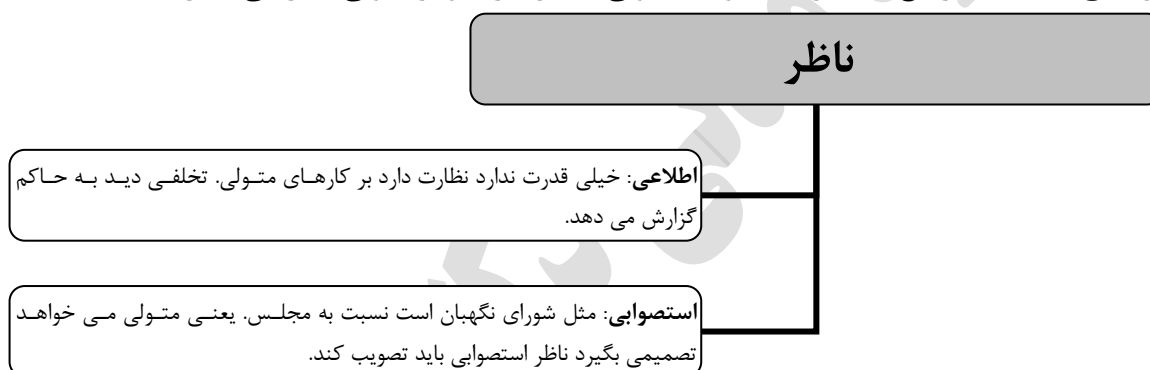 ناظر
اطلاعی: خیلی قدرت ندارد نظارت دارد بر کارهای متولی. تخلفی دید به حاکم
گزارش می دهد.
استصوابی: مثل شورای نگهبان است نسبت به مجلس. یعنی متولی می خواهد
تصمیمی بگیرد ناظر استصوابی باید تصویب کند.